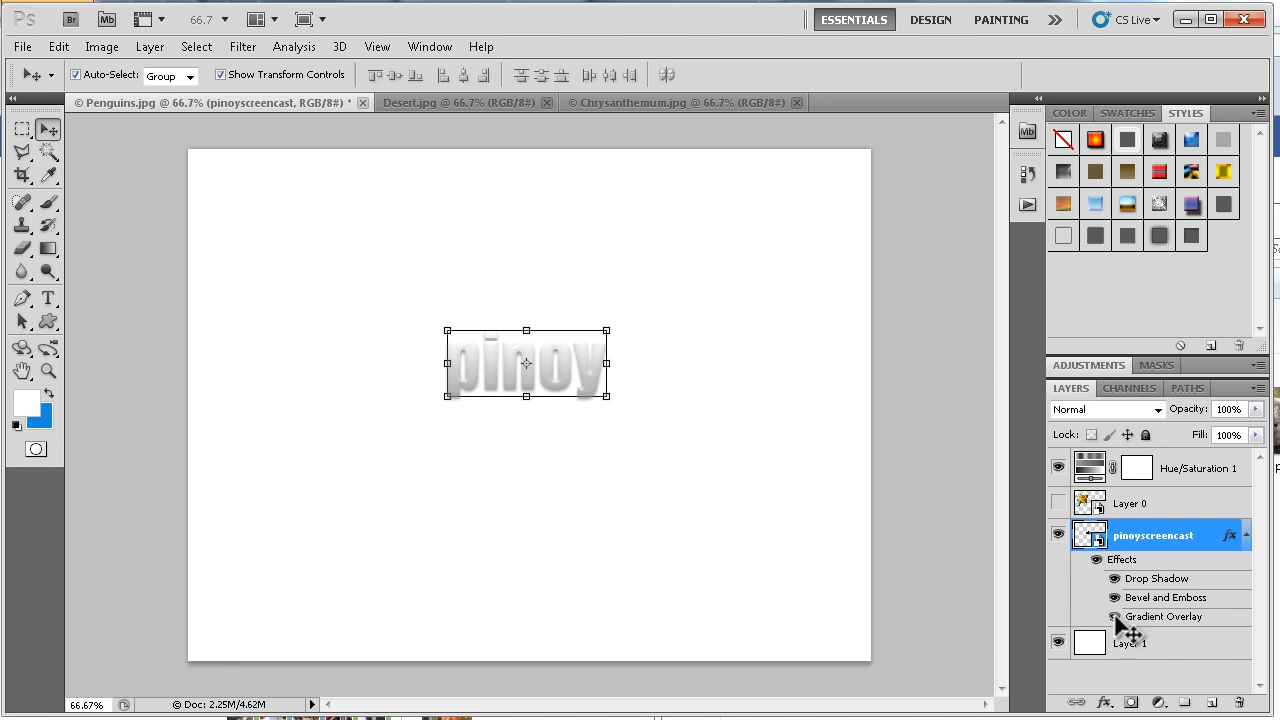 Ps Br Mb 66.7 ESSENTIALS DESIGN PAINTING CS Live
File Edit Image Layer Select Filter Analysis 3D View Window Help
Auto-Select: Group Show Transform Controls
© Penguins.jpg @ 66.7% (pinoyscreencast, RGB/8#) * Desert.jpg @ 66.7% (RGB/8#) © Chrysanthemum.jpg @ 66.7% (RGB/8#)
COLOR SWATCHES STYLES
Mb
T
pinoy
ADJUSTMENTS MASKS
LAYERS CHANNELS PATHS
Normal Opacity: 100%
Lock: Fill: 100%
Hue/Saturation 1
Layer 0
pinoyscreencast fx
Effects
Drop Shadow
Bevel and Emboss
Gradient Overlay
Layer 1
66.67% © Doc: 2.25M/4.62M fx